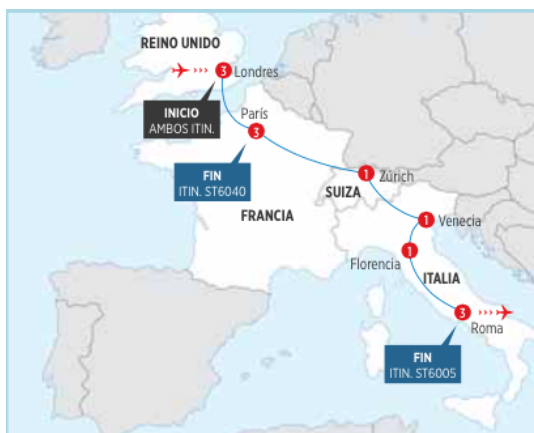 REINO UNIDO
3 Londres
INICIO
AMBOS ITIN.
París
3
FIN
ITIN. ST6040
1
Zúrich
SUIZA
FRANCIA
1 Venecia
1
Florencia
ITALIA
3
Roma
FIN
ITIN. ST6005